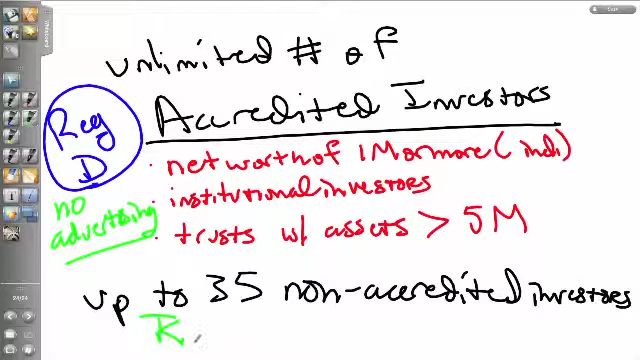 unlimited # of
Reg
D
Accredited Investors
· net worth of 1M or more (indi)
· institutional investors
· trusts w/ assets > 5M
no
advertising
up to 35 non-accredited investors
R